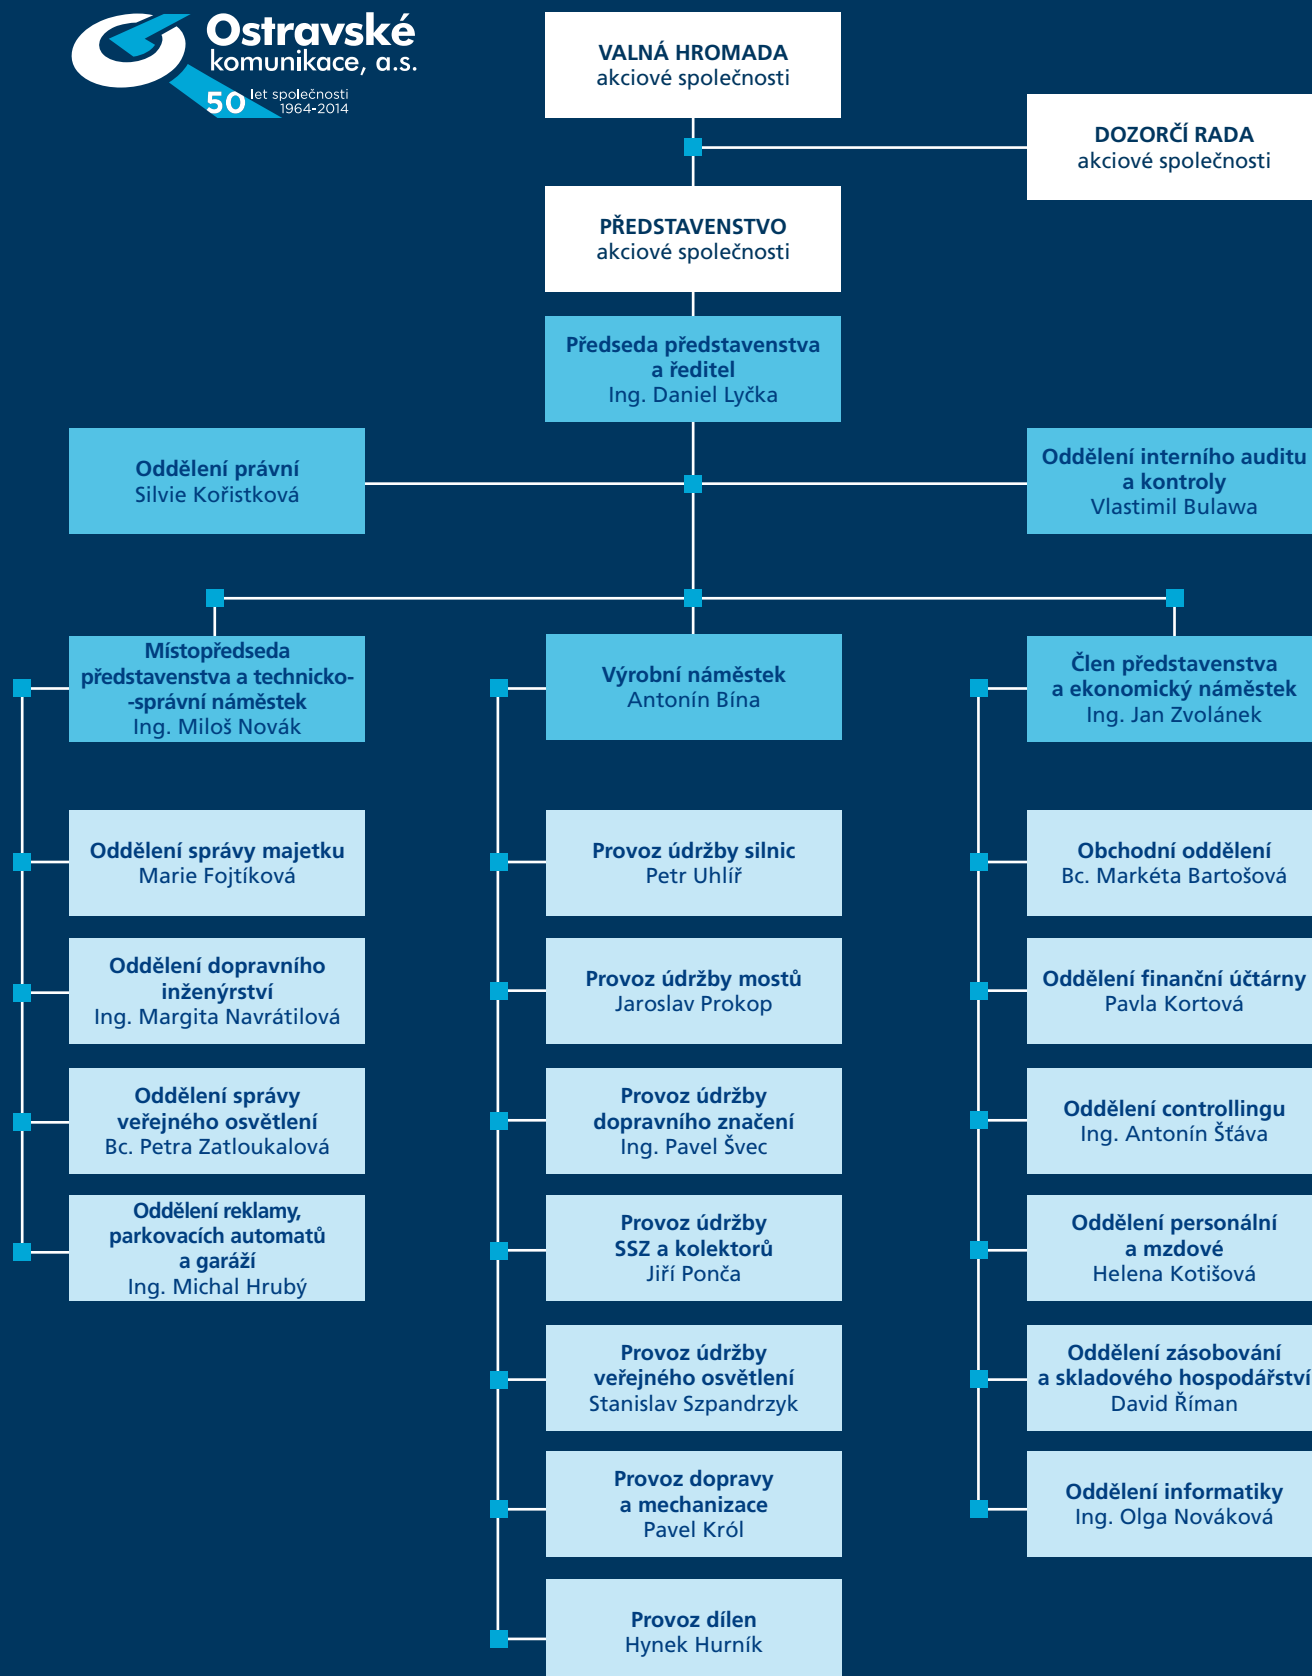 Ostravské
komunikace, a.s.
50 let společnosti
1964-2014
VALNÁ HROMADA
akciové společnosti
DOZORČÍ RADA
akciové společnosti
PŘEDSTAVENSTVO
akciové společnosti
Předseda představenstva
a ředitel
Ing. Daniel Lyčka
Oddělení právní
Silvie Kořistková
Oddělení interního auditu
a kontroly
Vlastimil Bulawa
Místopředseda
představenstva a technicko-
-správní náměstek
Ing. Miloš Novák
Výrobní náměstek
Antonín Bína
Člen představenstva
a ekonomický náměstek
Ing. Jan Zvolánek
Oddělení správy majetku
Marie Fojtíková
Provoz údržby silnic
Petr Uhlíř
Obchodní oddělení
Bc. Markéta Bartošová
Oddělení dopravního
inženýrství
Ing. Margita Navrátilová
Provoz údržby mostů
Jaroslav Prokop
Oddělení finanční účtárny
Pavla Kortová
Oddělení správy
veřejného osvětlení
Bc. Petra Zatloukalová
Provoz údržby
dopravního značení
Ing. Pavel Švec
Oddělení controllingu
Ing. Antonín Šťáva
Oddělení reklamy,
parkovacích automatů
a garáží
Ing. Michal Hrubý
Provoz údržby
SSZ a kolektorů
Jiří Ponča
Oddělení personální
a mzdové
Helena Kotišová
Provoz údržby
veřejného osvětlení
Stanislav Szpandrzyk
Oddělení zásobování
a skladového hospodářství
David Říman
Provoz dopravy
a mechanizace
Pavel Król
Oddělení informatiky
Ing. Olga Nováková
Provoz dílen
Hynek Hurník